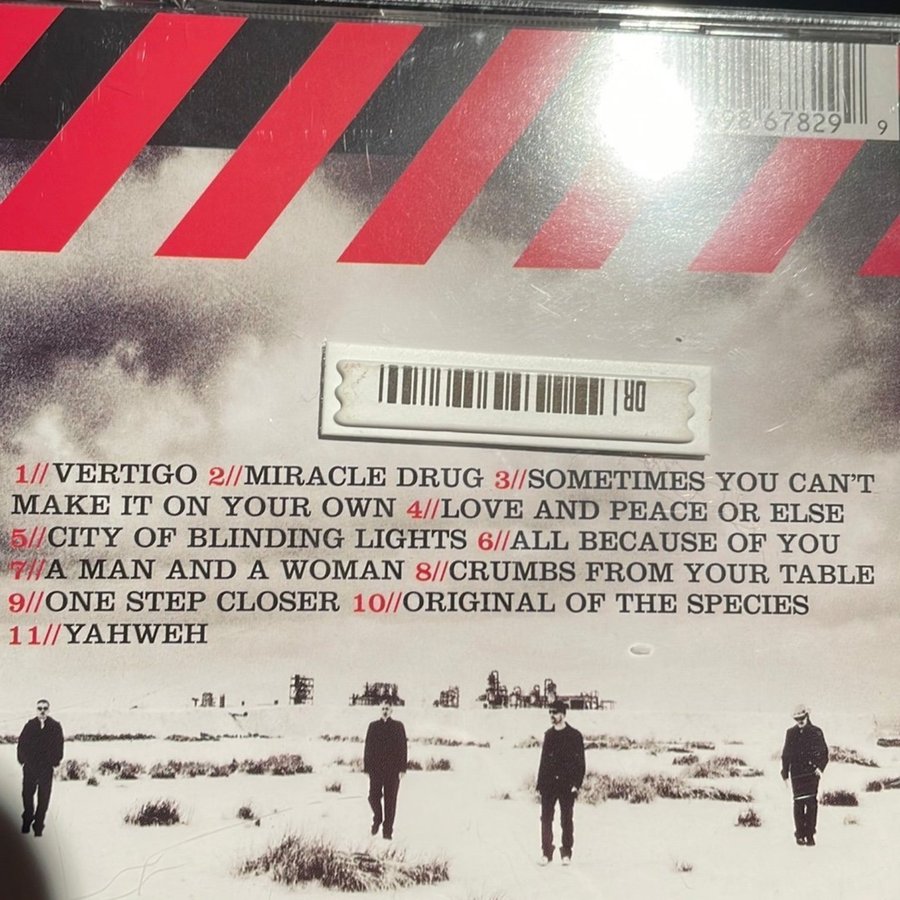 98 67829 9
DR
1//VERTIGO 2//MIRACLE DRUG 3//SOMETIMES YOU CAN'T
MAKE IT ON YOUR OWN 4//LOVE AND PEACE OR ELSE
5//CITY OF BLINDING LIGHTS 6//ALL BECAUSE OF YOU
7//A MAN AND A WOMAN 8//CRUMBS FROM YOUR TABLE
9//ONE STEP CLOSER 10//ORIGINAL OF THE SPECIES
11//YAHWEH